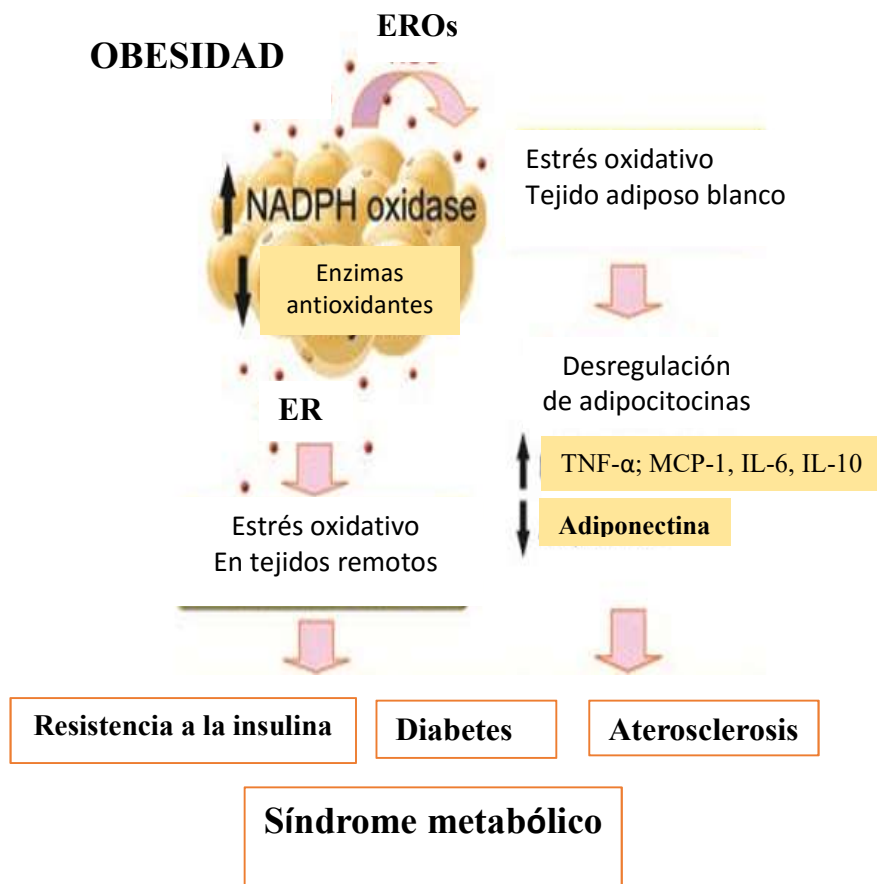 EROs
OBESIDAD
Estrés oxidativo
Tejido adiposo blanco
NADPH oxidase
Enzimas
antioxidantes
Desregulación
de adipocitocinas
ER
TNF-α; MCP-1, IL-6, IL-10
Adiponectina
Estrés oxidativo
En tejidos remotos
Resistencia a la insulina
Diabetes
Aterosclerosis
Síndrome metabólico